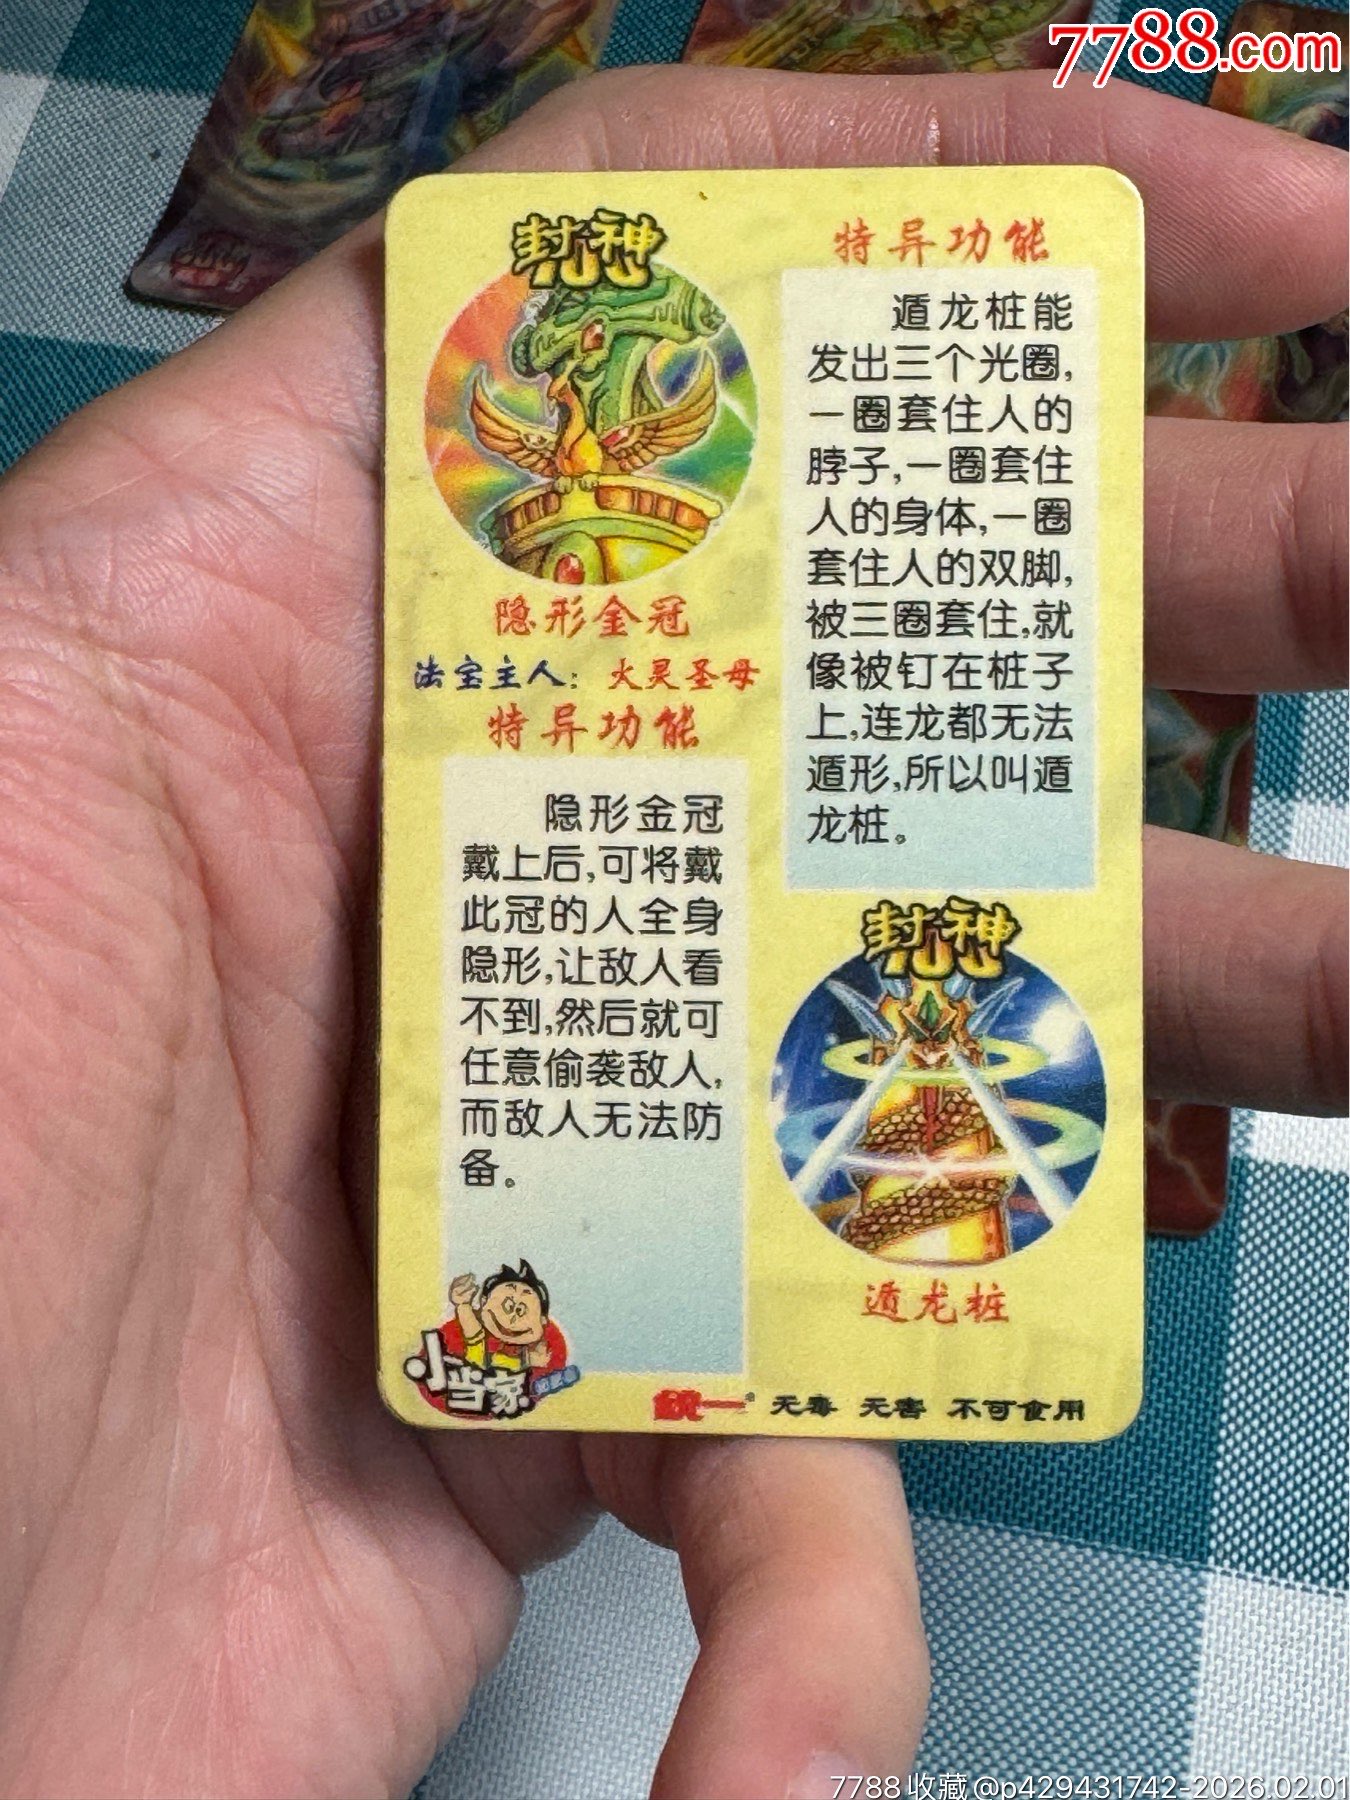 7788.com
封神
隐形金冠
法宝主人：火灵圣母
特异功能
隐形金冠
戴上后,可将戴
此冠的人全身
隐形,让敌人看
不到,然后就可
任意偷袭敌人,
而敌人无法防
备。
特异功能
遁龙桩能
发出三个光圈,
一圈套住人的
脖子,一圈套住
人的身体,一圈
套住人的双脚,
被三圈套住,就
像被钉在桩子
上,连龙都无法
遁形,所以叫遁
龙桩。
封神
遁龙桩
小当家
统一 无毒 无害 不可食用
7788收藏@p429431742-2026.02.01